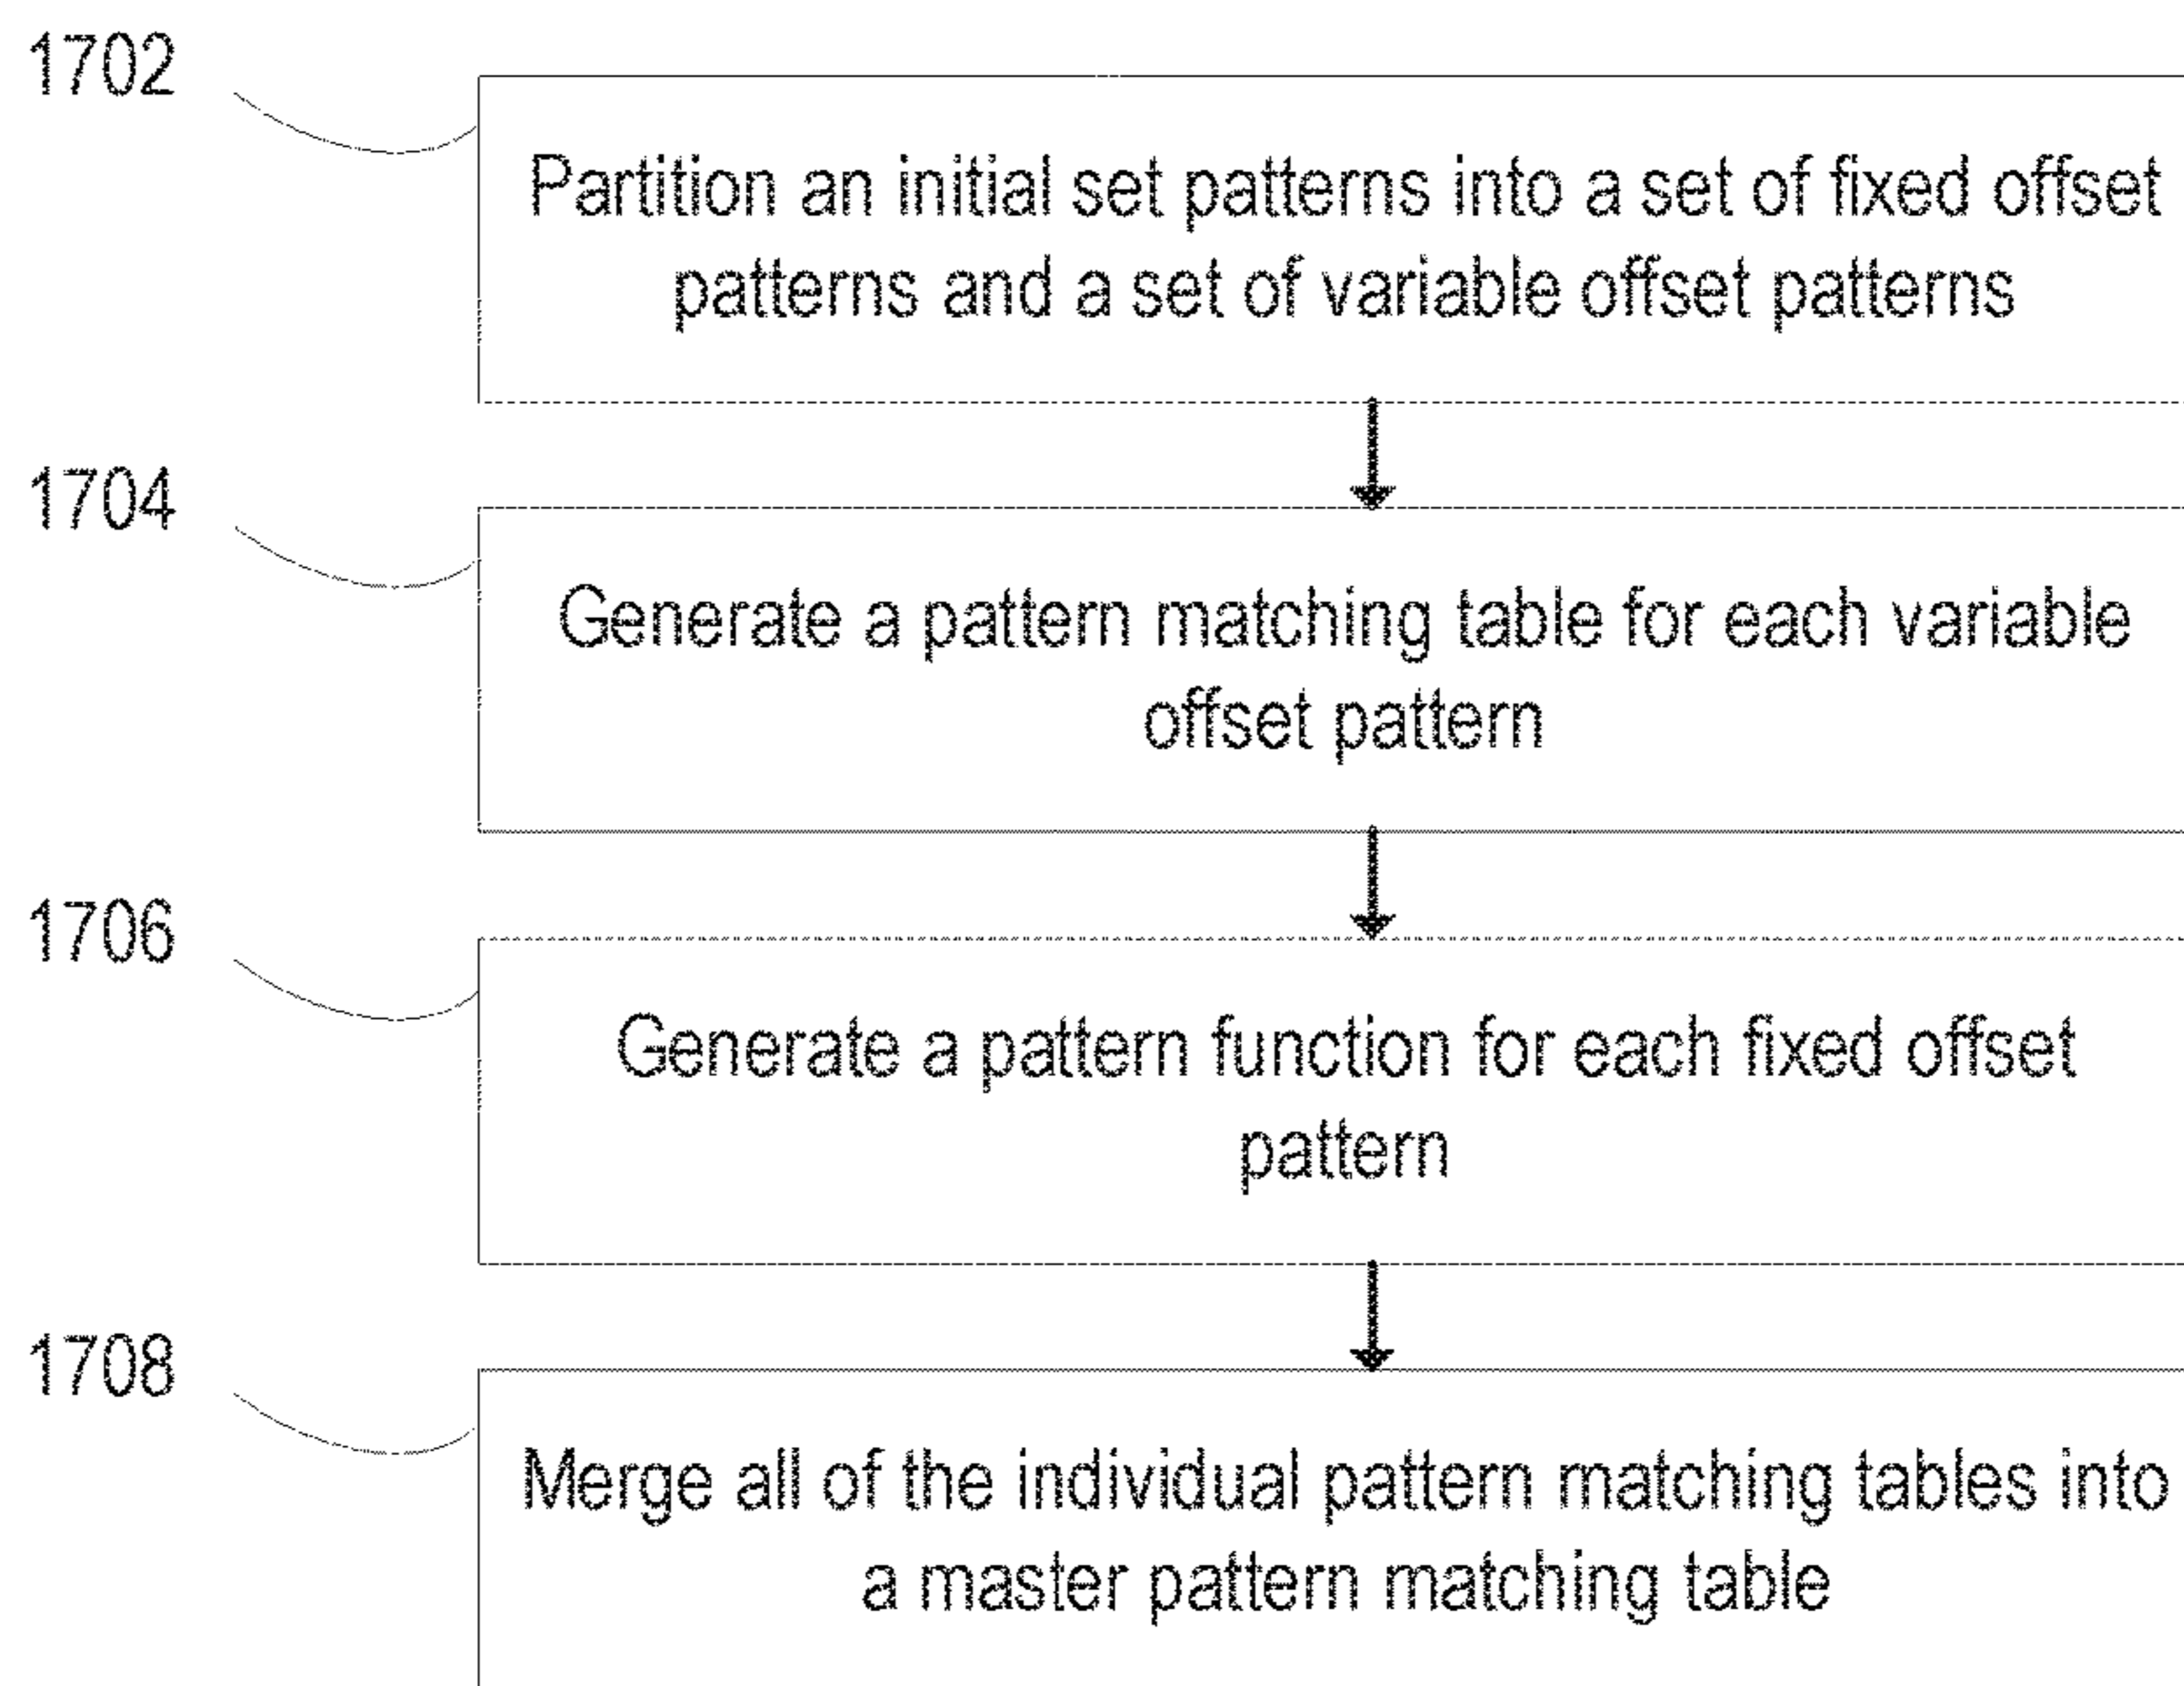 1702
Partition an initial set patterns into a set of fixed offset
patterns and a set of variable offset patterns
1704
Generate a pattern matching table for each variable
offset pattern
1706
Generate a pattern function for each fixed offset
pattern
1708
Merge all of the individual pattern matching tables into
a master pattern matching table